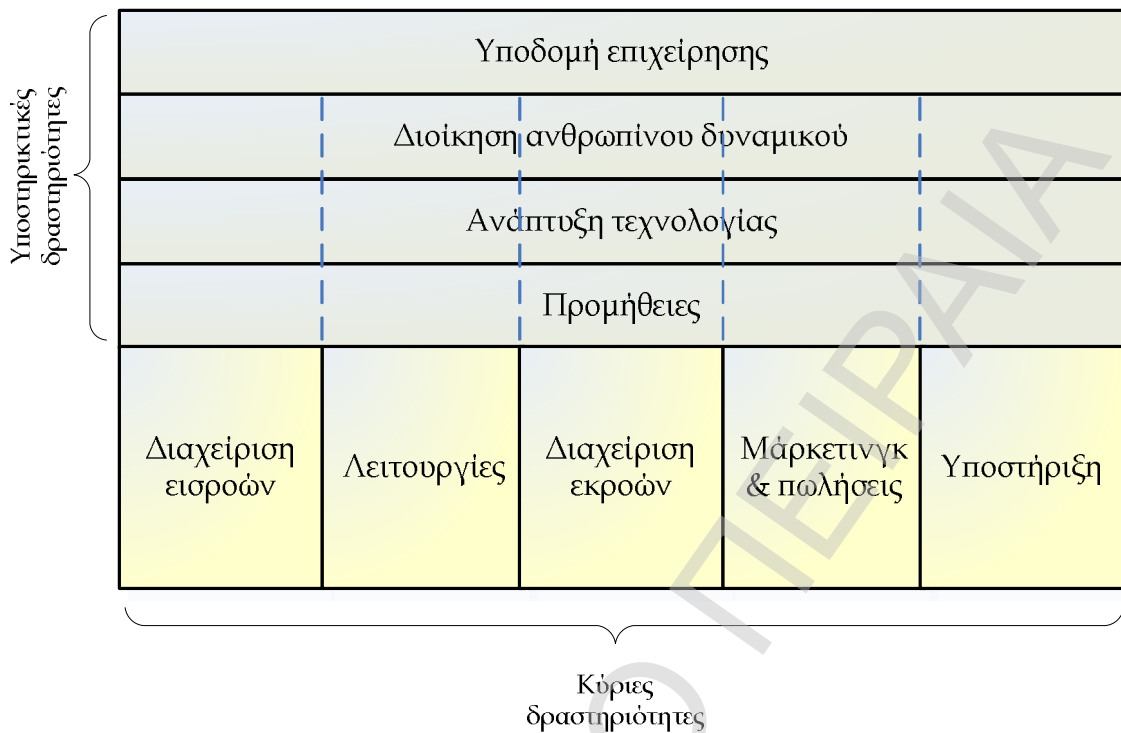 Υποστηρικτικές
δραστηριότητες
Υποδομή επιχείρησης
Διοίκηση ανθρωπίνου δυναμικού
Ανάπτυξη τεχνολογίας
Προμήθειες
Διαχείριση
εισροών
Λειτουργίες
Διαχείριση
εκροών
Μάρκετινγκ
& πωλήσεις
Υποστήριξη
Κύριες
δραστηριότητες
Ο ΠΕΙΡΑΙΑ